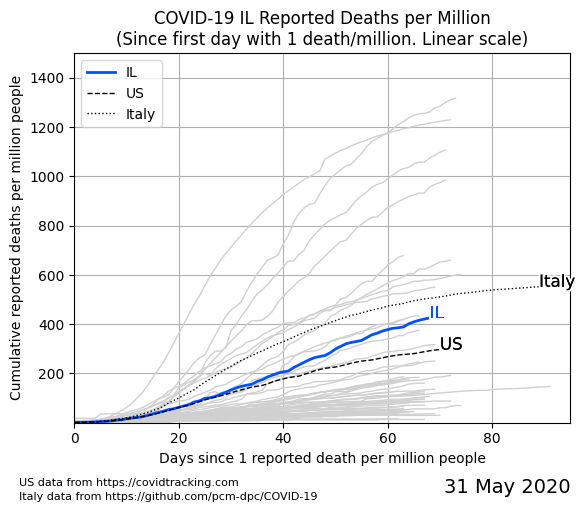 COVID-19 IL Reported Deaths per Million
(Since first day with 1 death/million. Linear scale)
Cumulative reported deaths per million people
1400
1200
1000
800
600
400
200
IL
US
Italy
Italy
IL
US
0
20
40
60
80
Days since 1 reported death per million people
US data from https://covidtracking.com
Italy data from https://github.com/pcm-dpc/COVID-19
31 May 2020